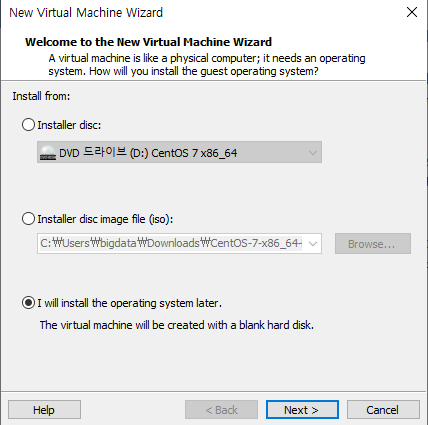 New Virtual Machine Wizard
Welcome to the New Virtual Machine Wizard
A virtual machine is like a physical computer; it needs an operating
system. How will you install the guest operating system?
Install from:
Installer disc:
DVD 드라이브 (D:) CentOS 7 x86_64
Installer disc image file (iso):
C:₩Users₩bigdata₩Downloads₩CentOS-7-x86_64-
Browse...
I will install the operating system later.
The virtual machine will be created with a blank hard disk.
Help
< Back
Next >
Cancel